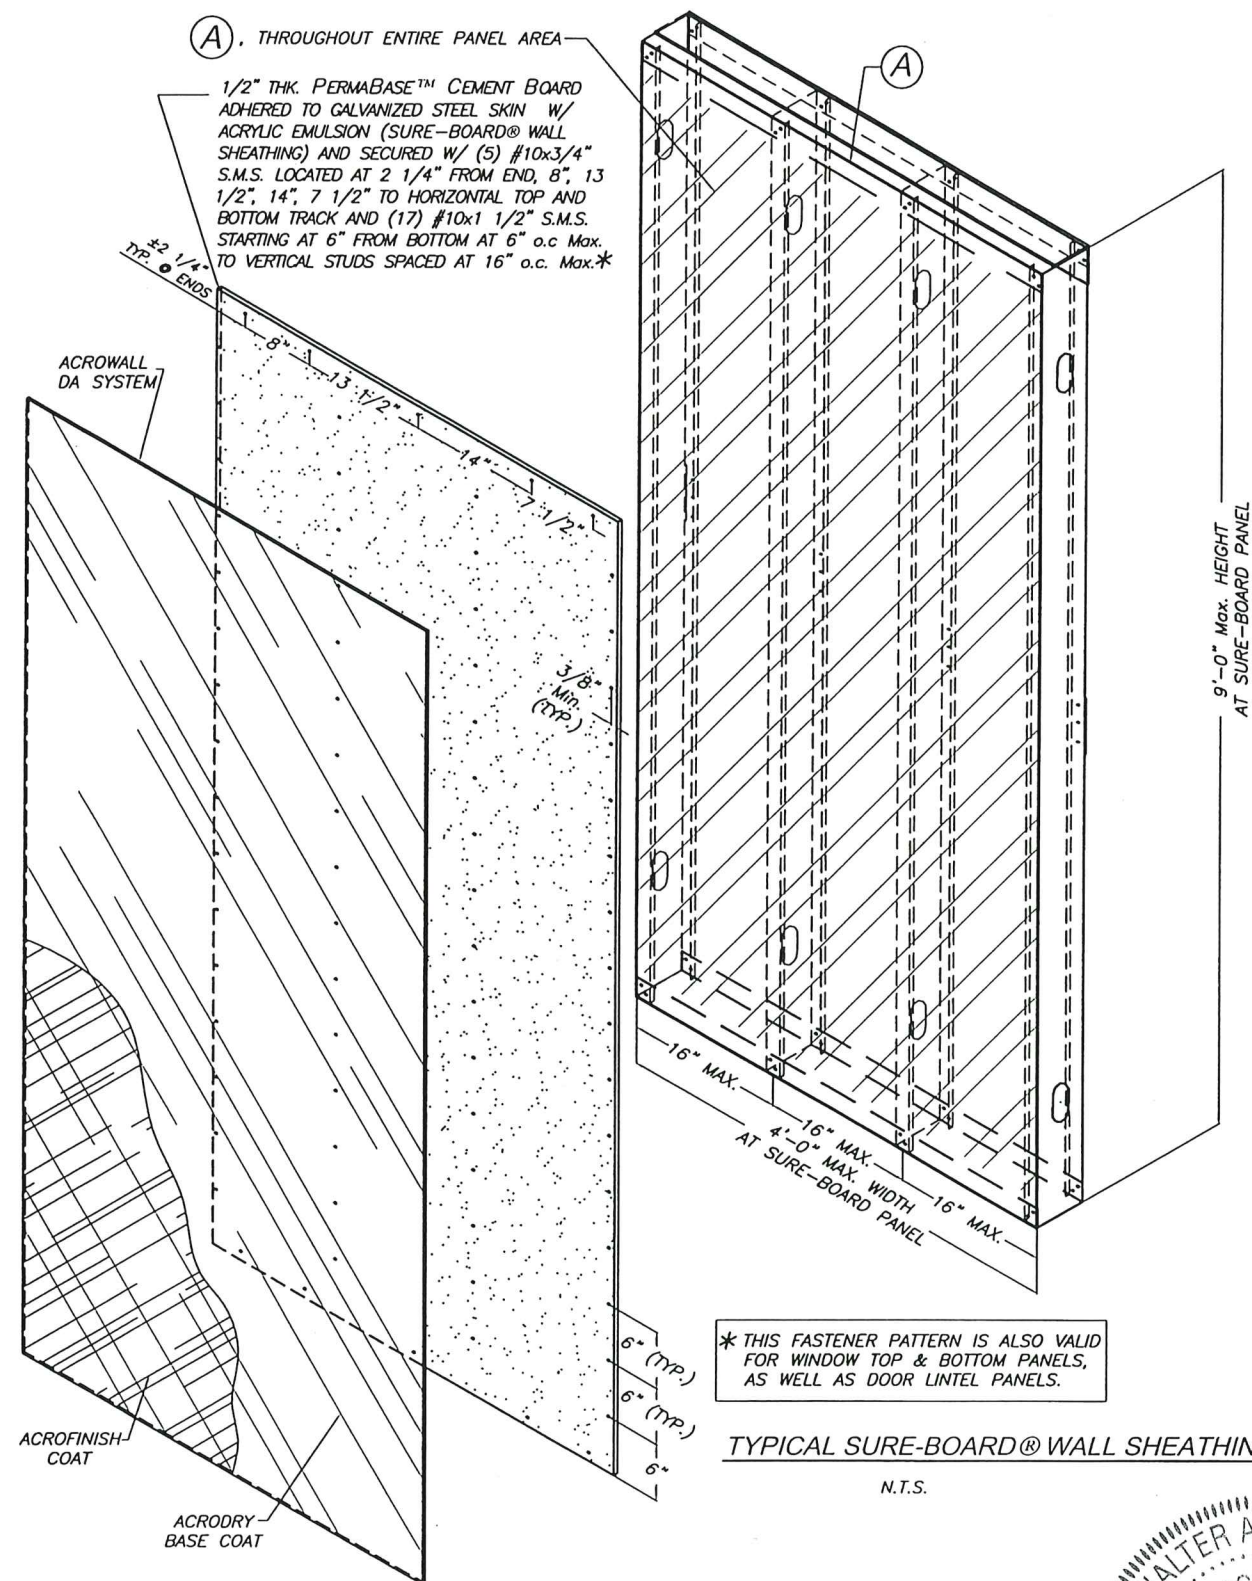 A, THROUGHOUT ENTIRE PANEL AREA
A
1/2" THK. PERMABASE™ CEMENT BOARD
ADHERED TO GALVANIZED STEEL SKIN W/
ACRYLIC EMULSION (SURE-BOARD® WALL
SHEATHING) AND SECURED W/ (5) #10x3/4"
S.M.S. LOCATED AT 2 1/4" FROM END, 8", 13
1/2", 14", 7 1/2" TO HORIZONTAL TOP AND
BOTTOM TRACK AND (17) #10x1 1/2" S.M.S.
STARTING AT 6" FROM BOTTOM AT 6" o.c Max.
TO VERTICAL STUDS SPACED AT 16" o.c. Max.*
±2 1/4"
TYP. @ ENDS
8"
13 1/2"
14"
7 1/2"
ACROWALL
DA SYSTEM
3/8"
Min.
(TYP.)
9'-0" Max. HEIGHT
AT SURE-BOARD PANEL
16" MAX.
16" MAX.
16" MAX.
4'-0" MAX. WIDTH
AT SURE-BOARD PANEL
6" (TYP.)
6" (TYP.)
6"
* THIS FASTENER PATTERN IS ALSO VALID
FOR WINDOW TOP & BOTTOM PANELS,
AS WELL AS DOOR LINTEL PANELS.
ACROFINISH
COAT
ACRODRY
BASE COAT
TYPICAL SURE-BOARD® WALL SHEATHIN
N.T.S.
ALTER A